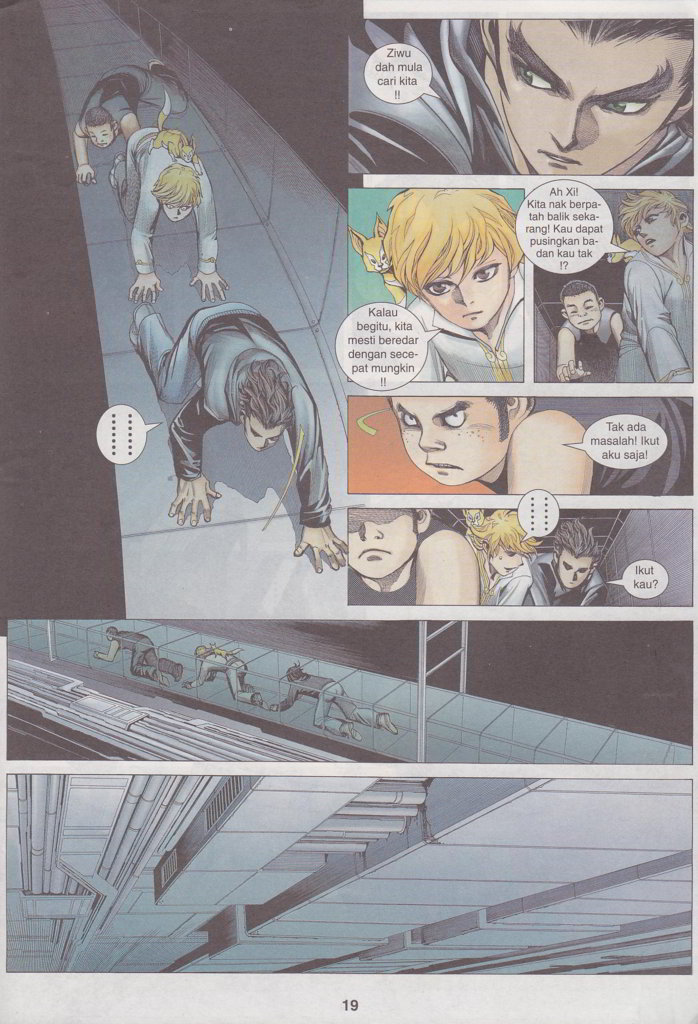 Ziwu
dah mula
cari kita
!!
Kalau
begitu, kita
mesti beredar
dengan sece-
pat mungkin
!!
Ah Xi!
Kita nak berpa-
tah balik seka-
rang! Kau dapat
pusingkan ba-
dan kau tak
!?
Tak ada
masalah! Ikut
aku saja!
Ikut
kau?
19